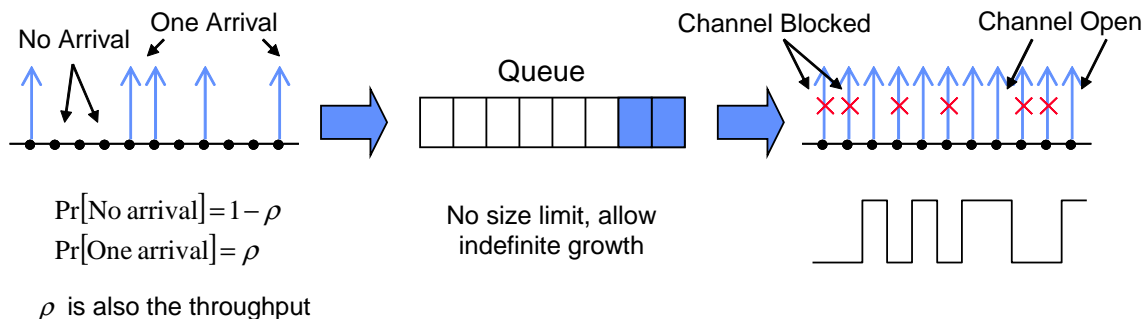 No Arrival
One Arrival
Queue
Channel Blocked
Channel Open
Pr[No arrival]=1−ρ
Pr[One arrival]=ρ
ρ is also the throughput
No size limit, allow
indefinite growth